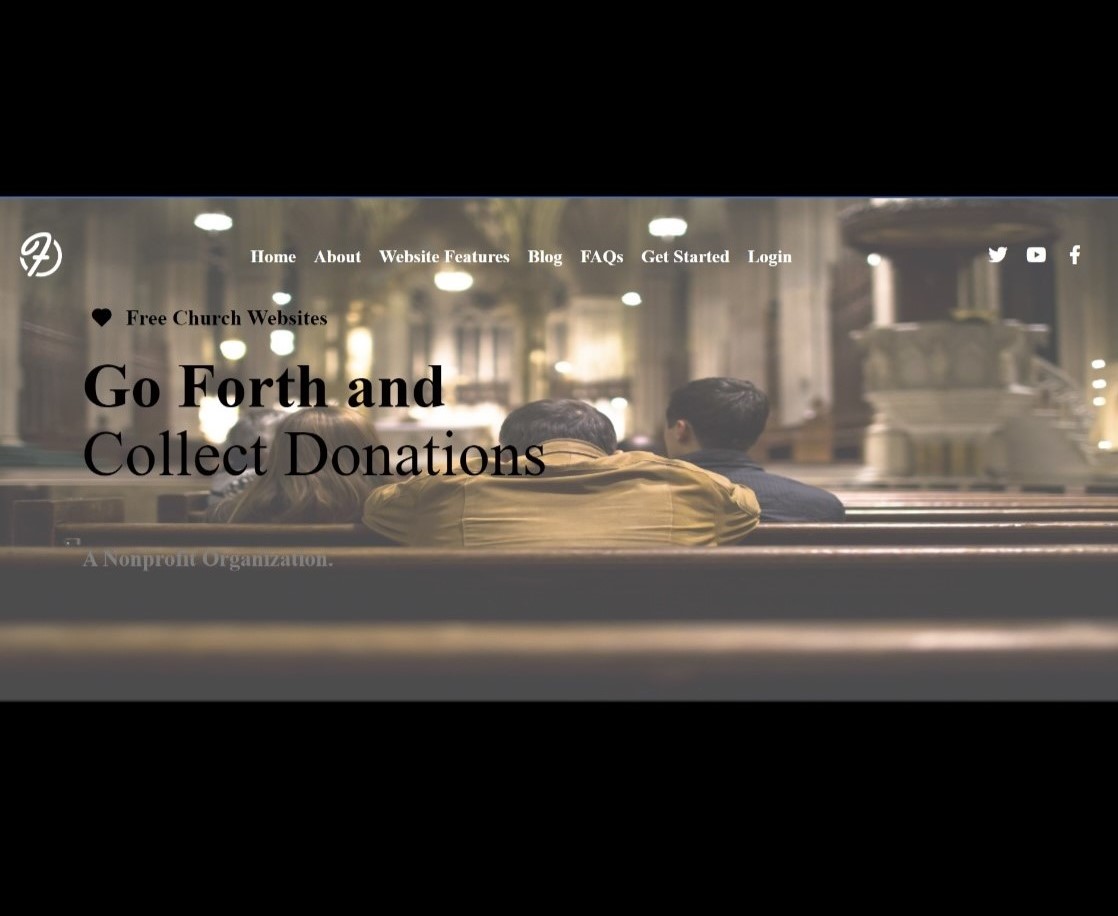 Home About Website Features Blog FAQs Get Started Login
Free Church Websites
Go Forth and
Collect Donations
A Nonprofit Organization.